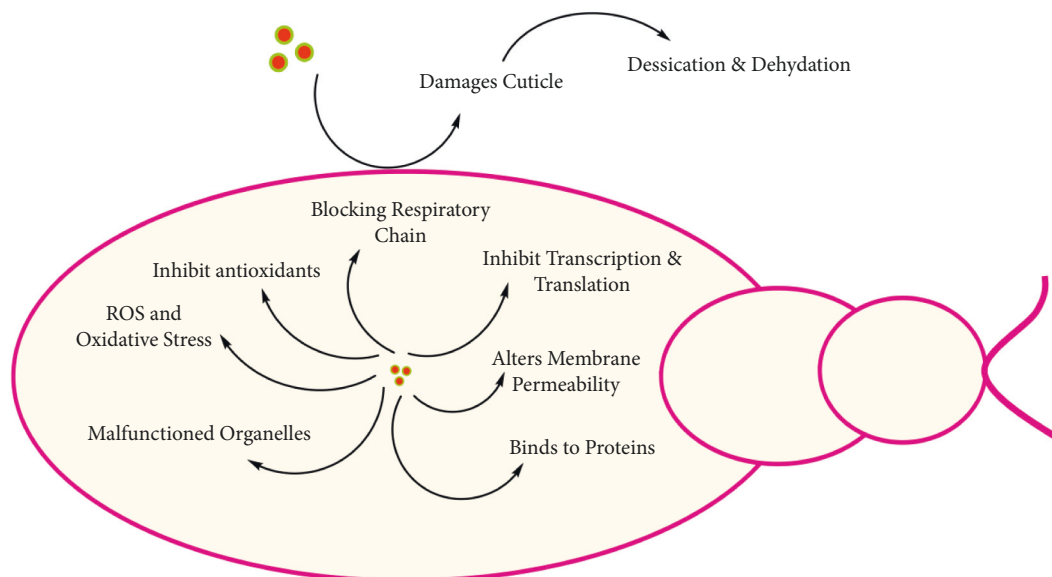 Damages Cuticle
Dessication & Dehydation
Blocking Respiratory
Chain
Inhibit antioxidants
Inhibit Transcription &
Translation
ROS and
Oxidative Stress
Alters Membrane
Permeability
Malfunctioned Organelles
Binds to Proteins